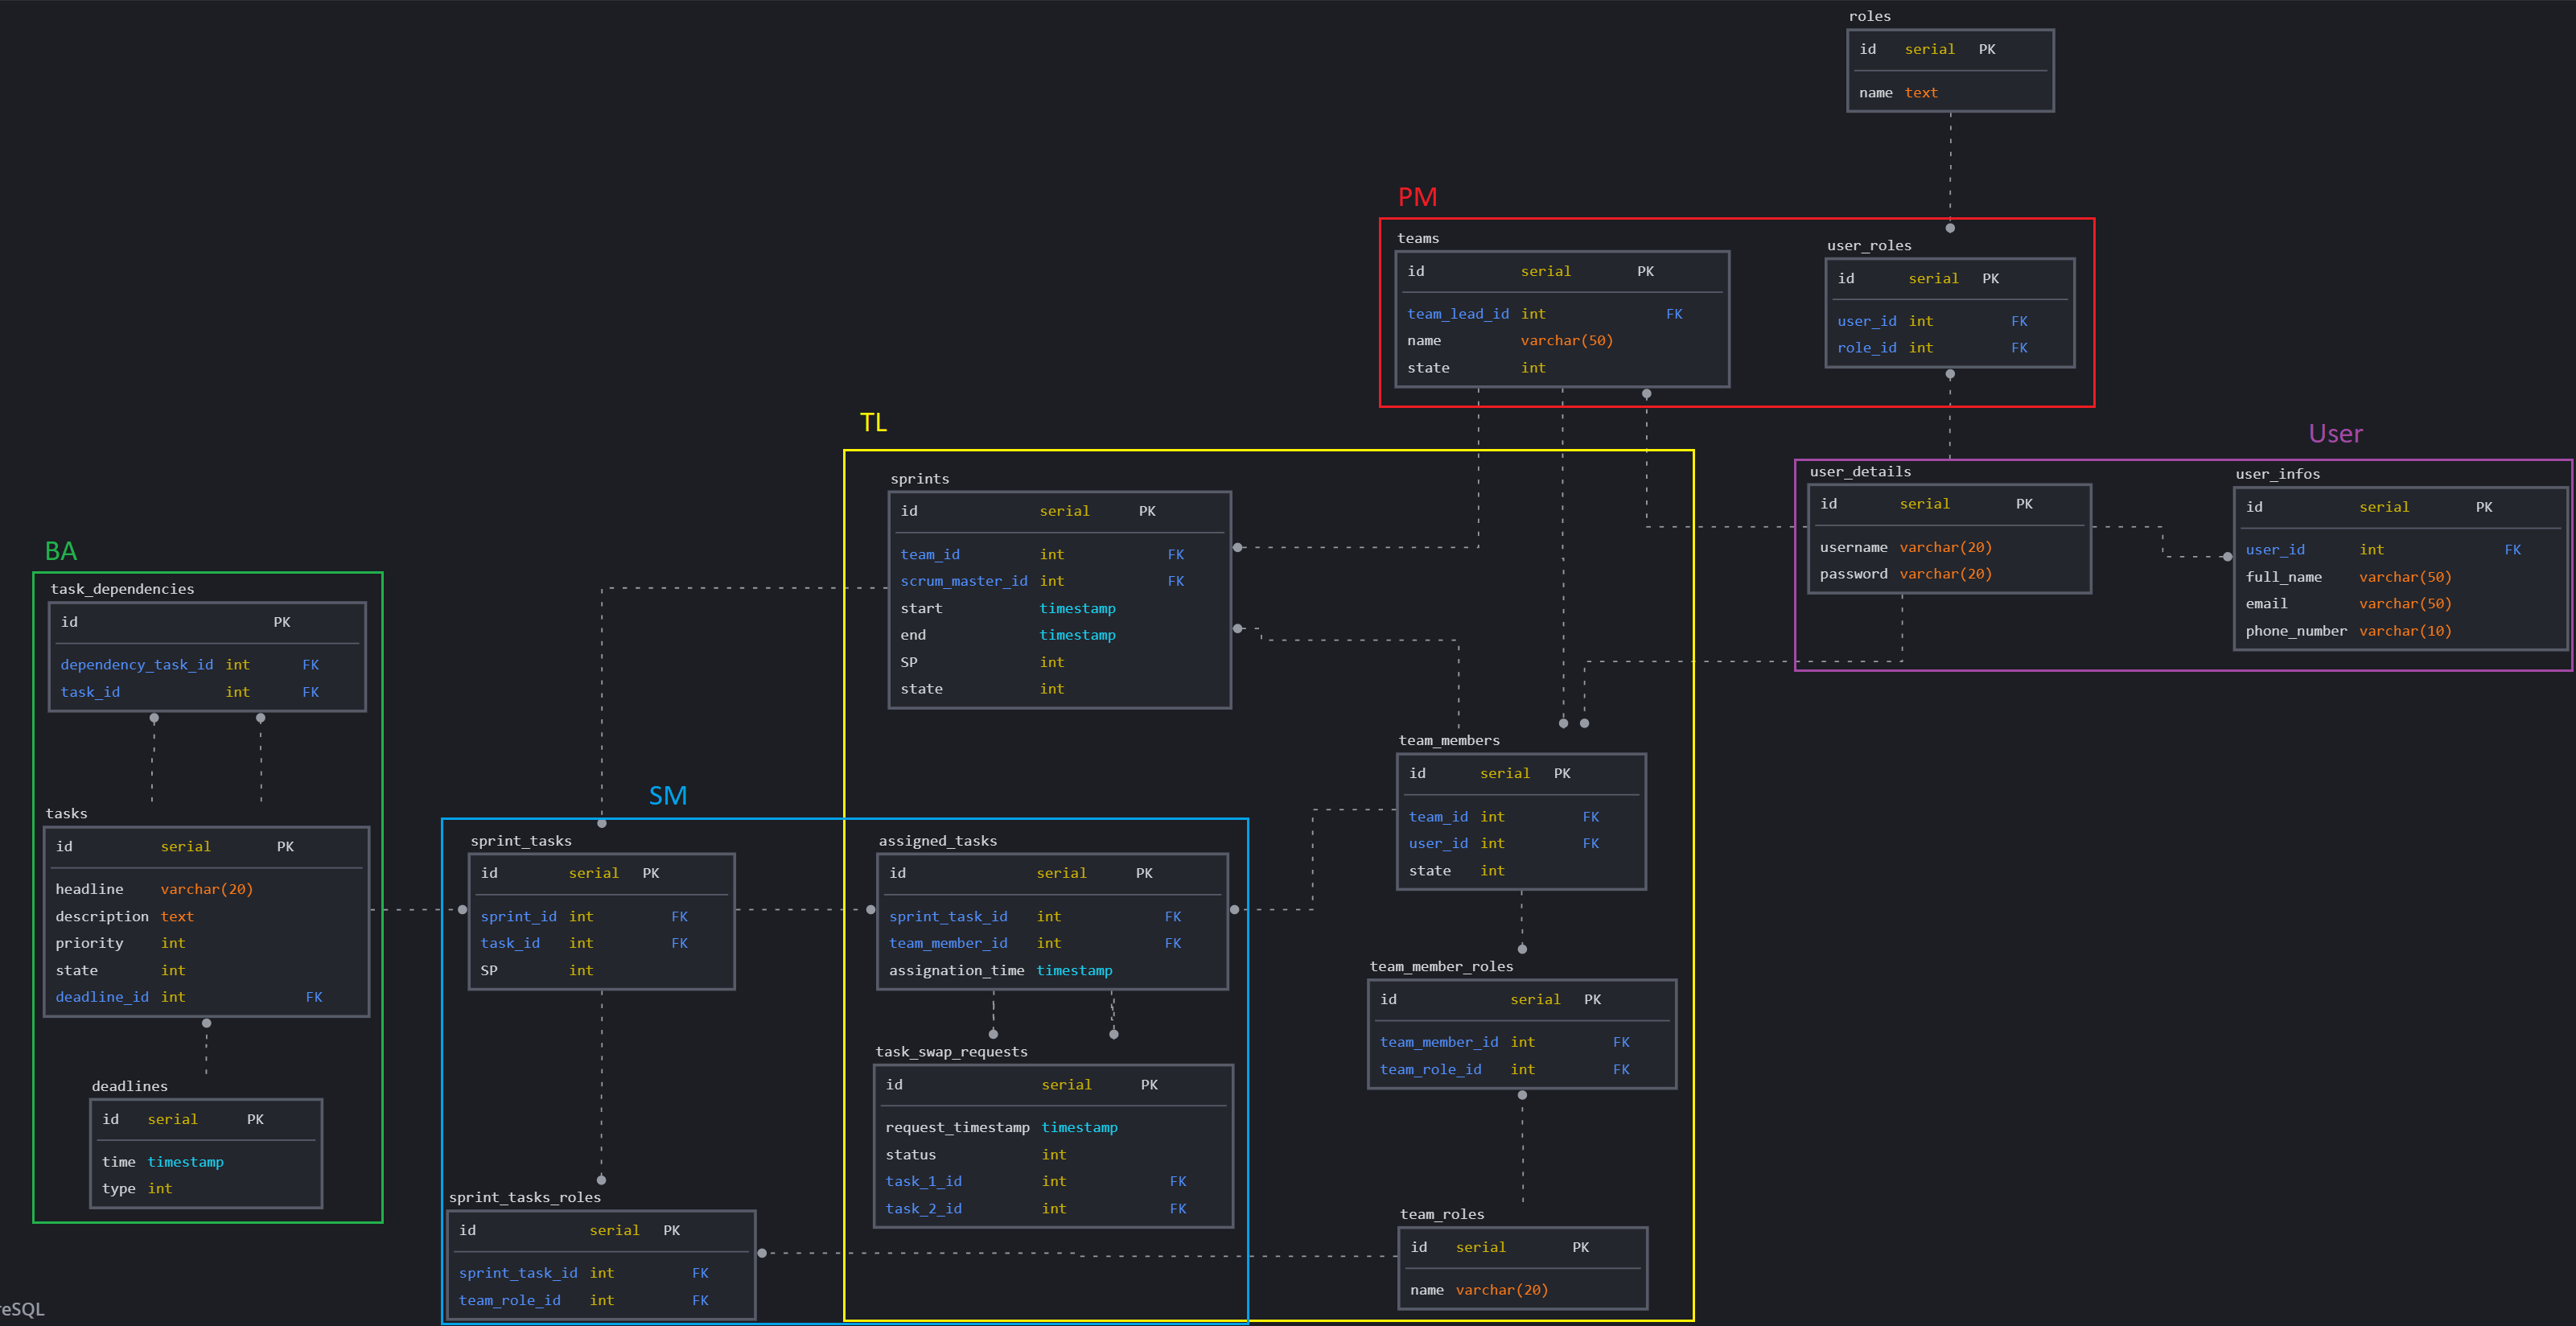 roles
id serial PK
name text
PM
teams
id serial PK
team_lead_id int FK
name varchar(50)
state int
user_roles
id serial PK
user_id int FK
role_id int FK
TL
User
sprints
id serial PK
team_id int FK
scrum_master_id int FK
start timestamp
end timestamp
SP int
state int
user_details
id serial PK
username varchar(20)
password varchar(20)
user_infos
id serial PK
user_id int FK
full_name varchar(50)
email varchar(50)
phone_number varchar(10)
BA
task_dependencies
id PK
dependency_task_id int FK
task_id int FK
tasks
id serial PK
headline varchar(20)
description text
priority int
state int
deadline_id int FK
deadlines
id serial PK
time timestamp
type int
SM
sprint_tasks
id serial PK
sprint_id int FK
task_id int FK
SP int
assigned_tasks
id serial PK
sprint_task_id int FK
team_member_id int FK
assignation_time timestamp
team_members
id serial PK
team_id int FK
user_id int FK
state int
team_member_roles
id serial PK
team_member_id int FK
team_role_id int FK
task_swap_requests
id serial PK
request_timestamp timestamp
status int
task_1_id int FK
task_2_id int FK
sprint_tasks_roles
id serial PK
sprint_task_id int FK
team_role_id int FK
team_roles
id serial PK
name varchar(20)
reSQL